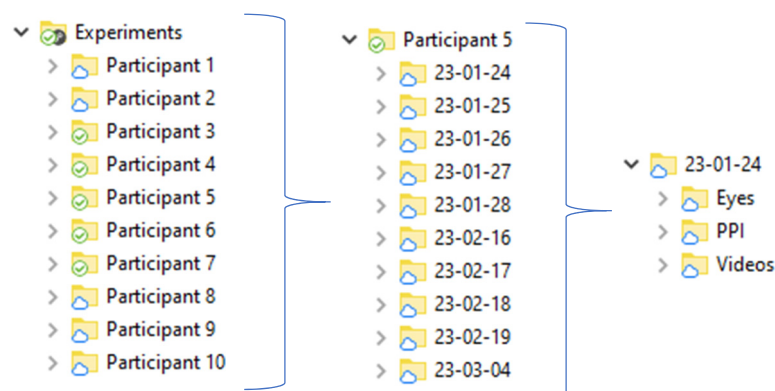 Experiments
Participant 1
Participant 2
Participant 3
Participant 4
Participant 5
Participant 6
Participant 7
Participant 8
Participant 9
Participant 10
Participant 5
23-01-24
23-01-25
23-01-26
23-01-27
23-01-28
23-02-16
23-02-17
23-02-18
23-02-19
23-03-04
23-01-24
Eyes
PPI
Videos